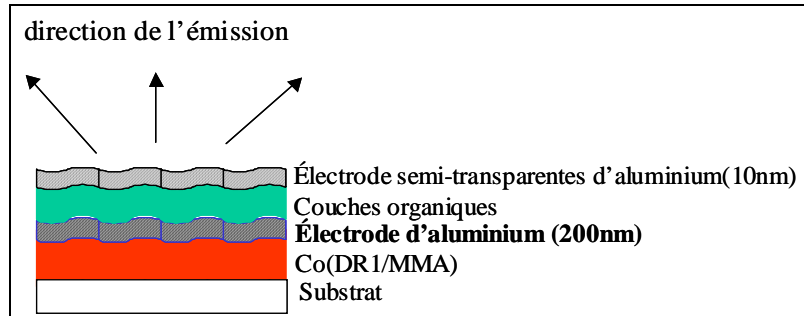 direction de l'émission
Électrode semi-transparentes d'aluminium(10nm)
Couches organiques
Électrode d'aluminium (200nm)
Co(DR1/MMA)
Substrat